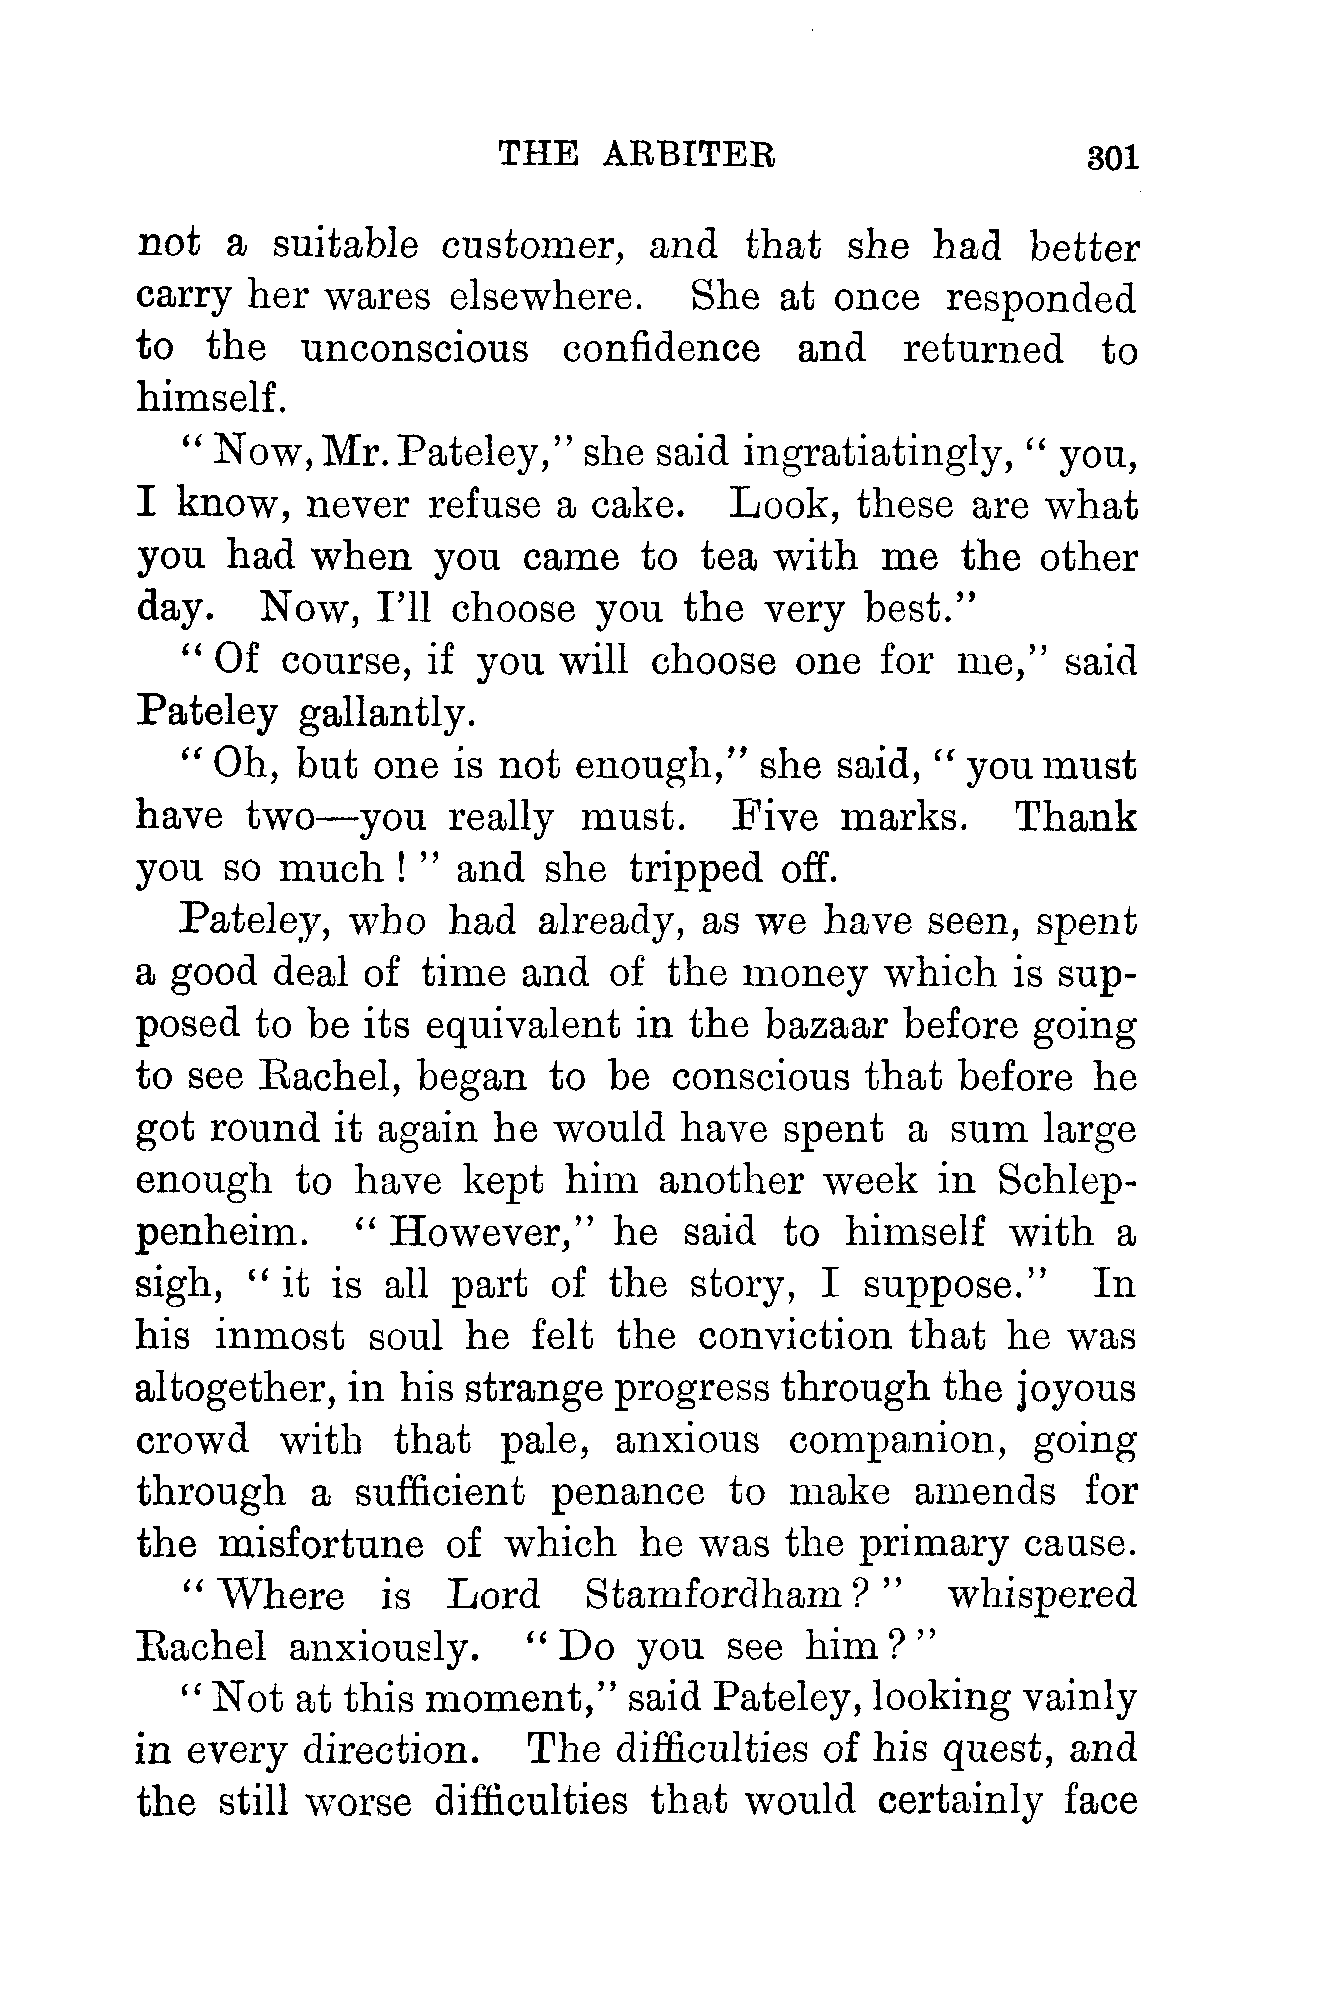 THE ARBITER 301
not a suitable customer, and that she had better
carry her wares elsewhere. She at once responded
to the unconscious confidence and returned to
himself.
" Now, Mr. Pateley," she said ingratiatingly, " you,
I know, never refuse a cake. Look, these are what
you had when you came to tea with me the other
day. Now, I'll choose you the very best."
" Of course, if you will choose one for me," said
Pateley gallantly.
" Oh, but one is not enough," she said, " you must
have two—you really must. Five marks. Thank
you so much ! " and she tripped off.
Pateley, who had already, as we have seen, spent
a good deal of time and of the money which is sup-
posed to be its equivalent in the bazaar before going
to see Rachel, began to be conscious that before he
got round it again he would have spent a sum large
enough to have kept him another week in Schlep-
penheim. " However," he said to himself with a
sigh, " it is all part of the story, I suppose." In
his inmost soul he felt the conviction that he was
altogether, in his strange progress through the joyous
crowd with that pale, anxious companion, going
through a sufficient penance to make amends for
the misfortune of which he was the primary cause.
" Where is Lord Stamfordham ? " whispered
Rachel anxiously. " Do you see him ? "
" Not at this moment," said Pateley, looking vainly
in every direction. The difficulties of his quest, and
the still worse difficulties that would certainly face